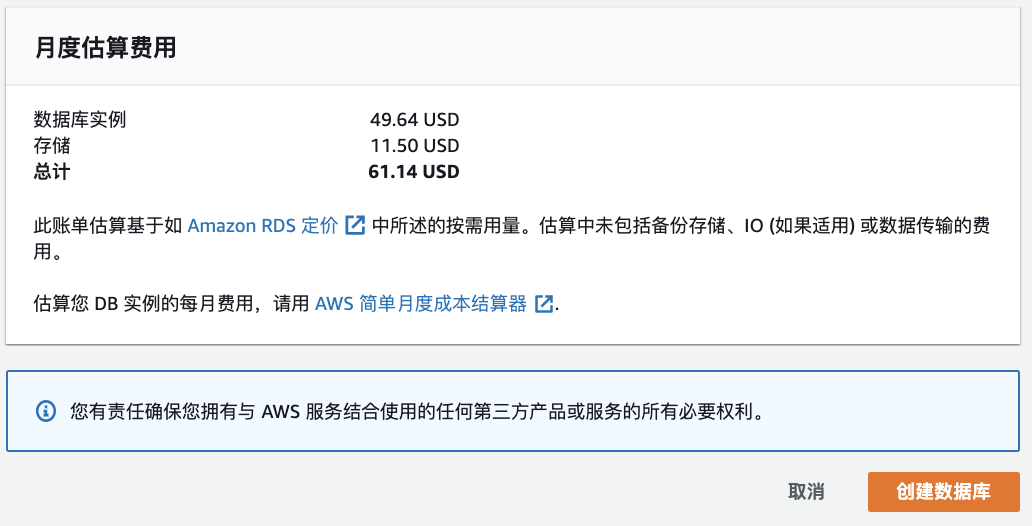 月度估算费用
数据库实例 49.64 USD
存储 11.50 USD
总计 61.14 USD
此账单估算基于如 Amazon RDS 定价 中所述的按需用量。估算中未包括备份存储、IO (如果适用) 或数据传输的费
用。
估算您 DB 实例的每月费用，请用 AWS 简单月度成本结算器 .
您有责任确保您拥有与 AWS 服务结合使用的任何第三方产品或服务的所有必要权利。
取消 创建数据库